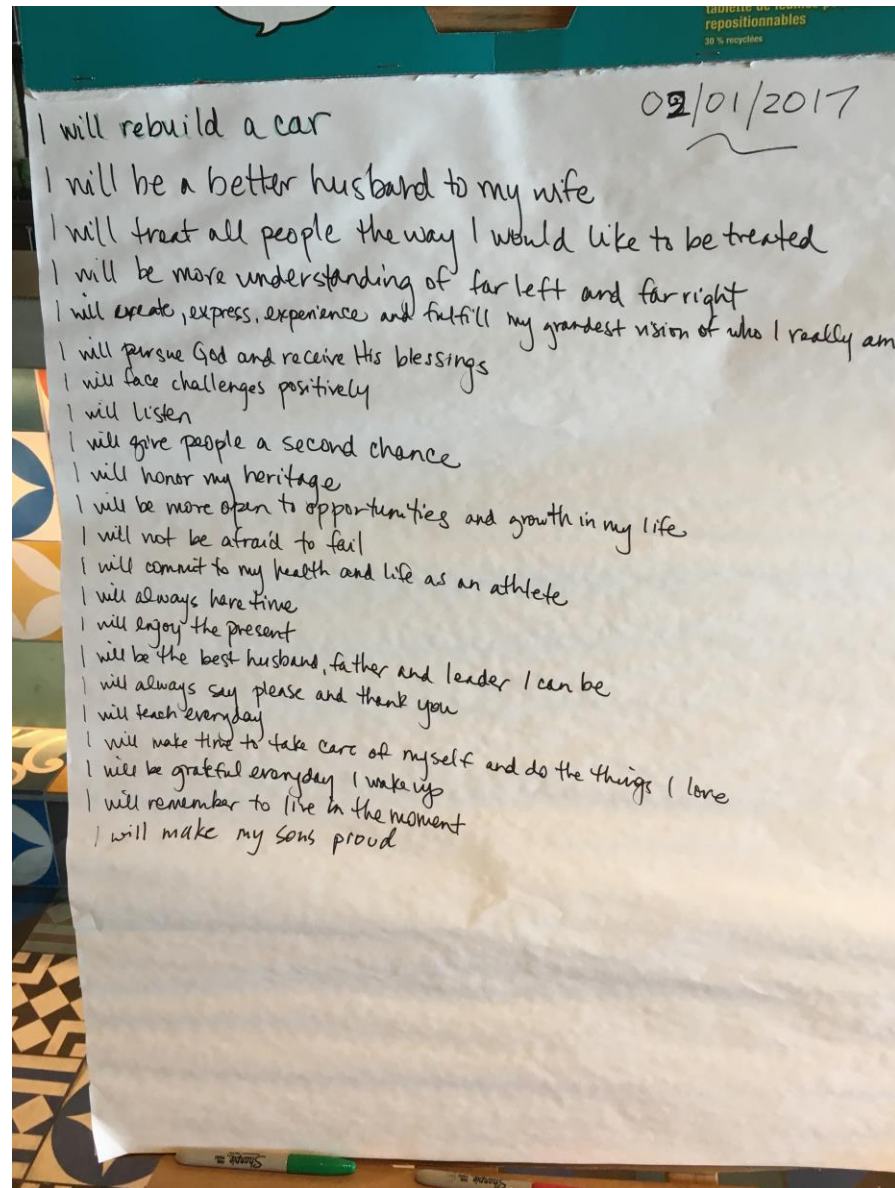 repositionnables
30 % recyclées
02/01/2017
I will rebuild a car
I will be a better husband to my wife
I will treat all people the way I would like to be treated
I will be more understanding of far left and far right
I will create, express, experience and fulfill my grandest vision of who I really am
I will pursue God and receive His blessings
I will face challenges positively
I will listen
I will give people a second chance
I will honor my heritage
I will be more open to opportunities and growth in my life
I will not be afraid to fail
I will commit to my health and life as an athlete
I will always have time
I will enjoy the present
I will be the best husband, father and leader I can be
I will always say please and thank you
I will teach everyday
I will make time to take care of myself and do the things I love
I will be grateful everyday I wake up
I will remember to live in the moment
I will make my sons proud
Sharpie
Sharpie